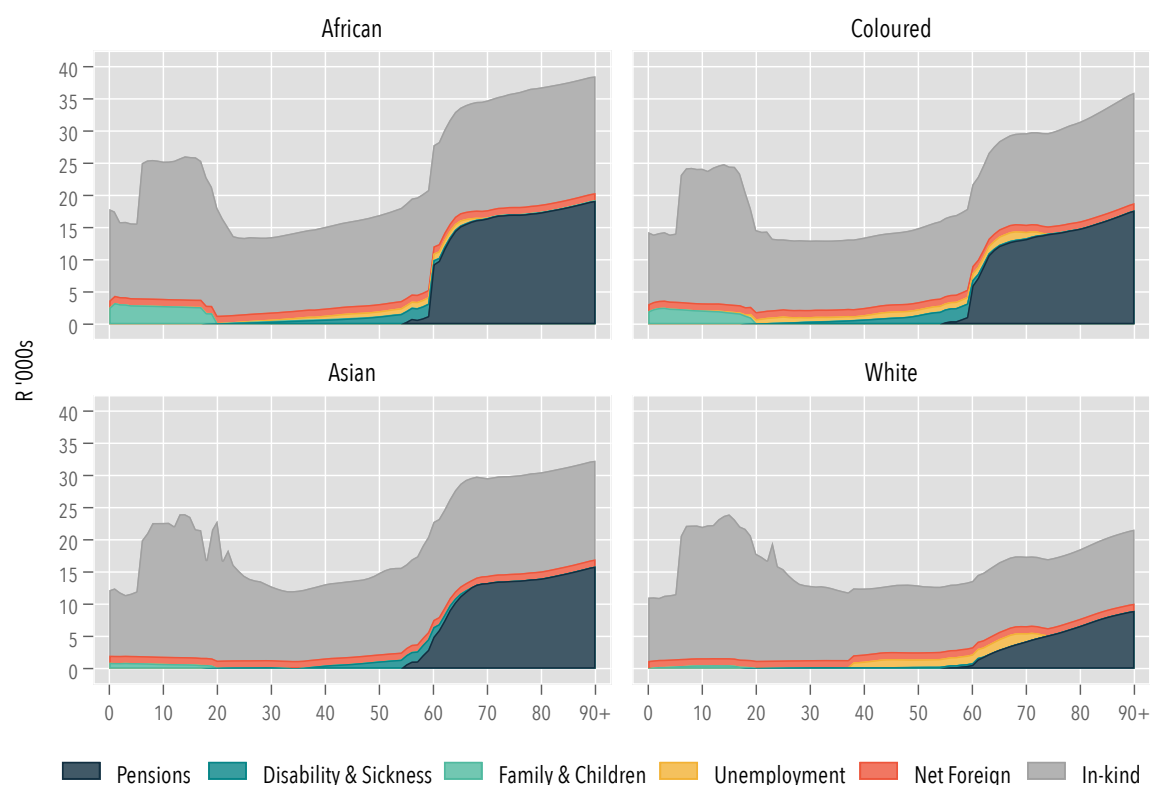 African
Coloured
40
35
30
25
20
15
10
5
0
Asian
White
R '000s
40
35
30
25
20
15
10
5
0
0 10 20 30 40 50 60 70 80 90+
0 10 20 30 40 50 60 70 80 90+
Pensions Disability & Sickness Family & Children Unemployment Net Foreign In-kind